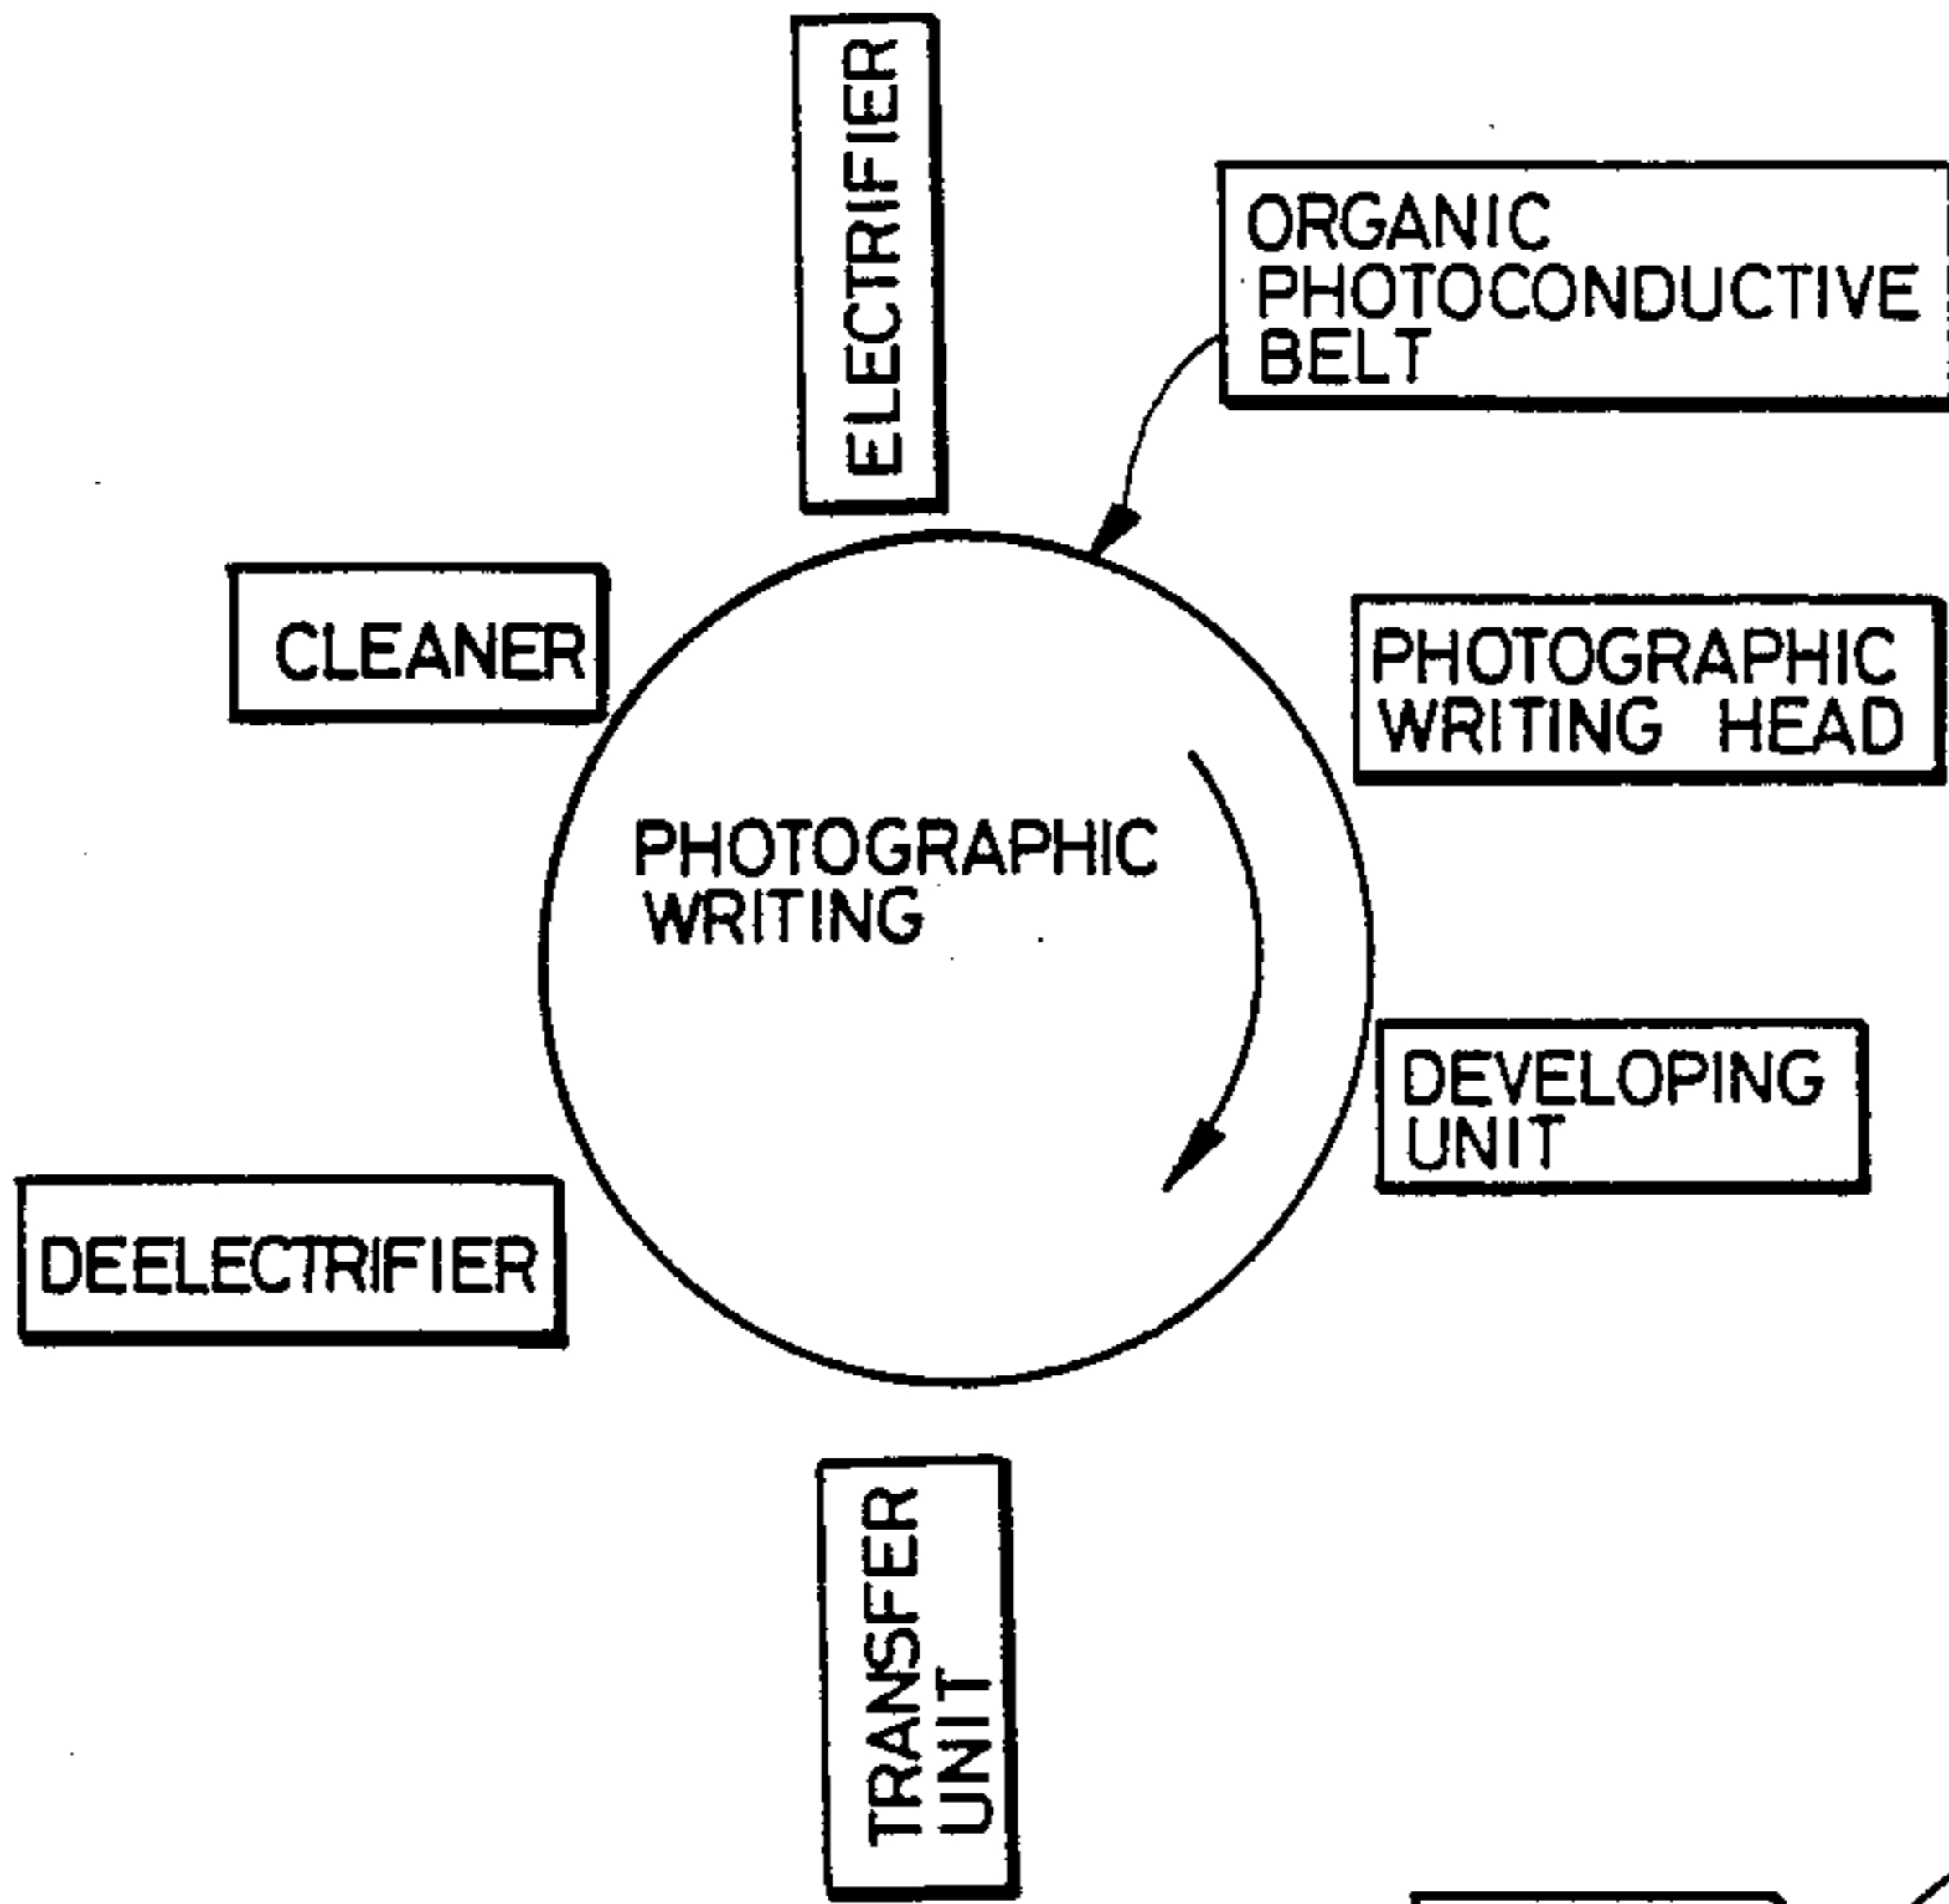 ELECTRIFIER
ORGANIC
PHOTOCONDUCTIVE
BELT
CLEANER
PHOTOGRAPHIC
WRITING HEAD
PHOTOGRAPHIC
WRITING
DEVELOPING
UNIT
DEELECTRIFIER
TRANSFER
UNIT